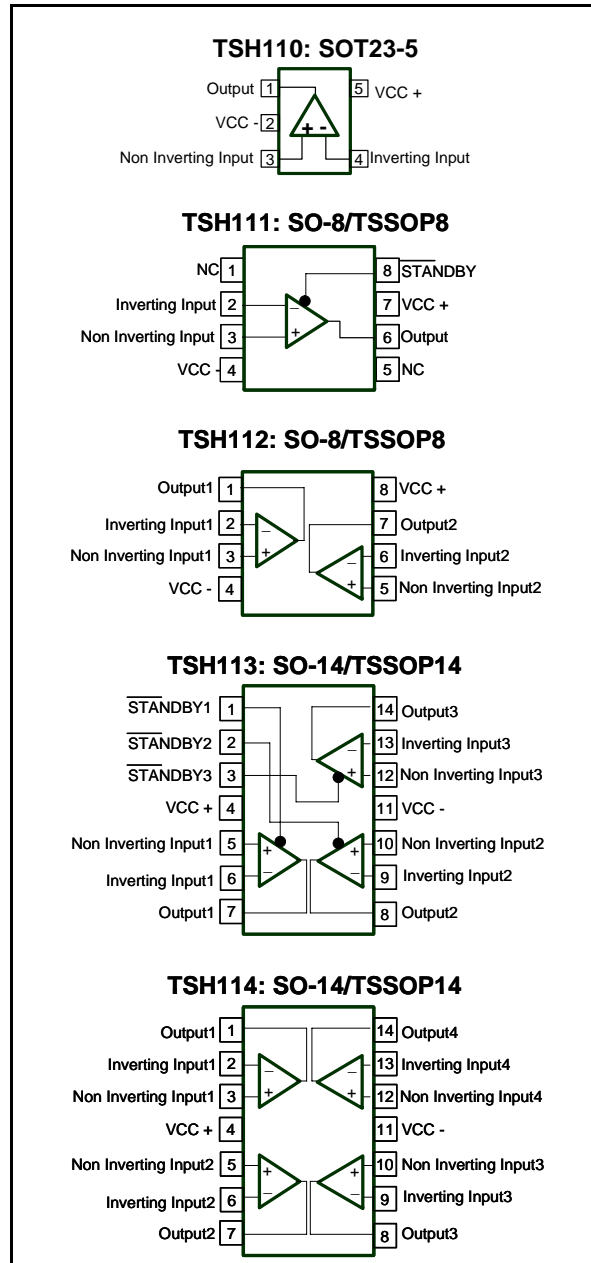 TSH110: SOT23-5
Output 1 5 VCC +
VCC - 2
+ -
Non Inverting Input 3 4 Inverting Input
TSH111: SO-8/TSSOP8
NC 1 8 STANDBY
Inverting Input 2 _ 7 VCC +
Non Inverting Input 3 + 6 Output
VCC - 4 5 NC
TSH112: SO-8/TSSOP8
Output1 1 8 VCC +
Inverting Input1 2 _ 7 Output2
Non Inverting Input1 3 + _ 6 Inverting Input2
VCC - 4 + 5 Non Inverting Input2
TSH113: SO-14/TSSOP14
STANDBY1 1 14 Output3
STANDBY2 2 _ 13 Inverting Input3
STANDBY3 3 + 12 Non Inverting Input3
VCC + 4 11 VCC -
Non Inverting Input1 5 + + 10 Non Inverting Input2
Inverting Input1 6 _ _ 9 Inverting Input2
Output1 7 8 Output2
TSH114: SO-14/TSSOP14
Output1 1 14 Output4
Inverting Input1 2 _ _ 13 Inverting Input4
Non Inverting Input1 3 + + 12 Non Inverting Input4
VCC + 4 11 VCC -
Non Inverting Input2 5 + + 10 Non Inverting Input3
Inverting Input2 6 _ _ 9 Inverting Input3
Output2 7 8 Output3